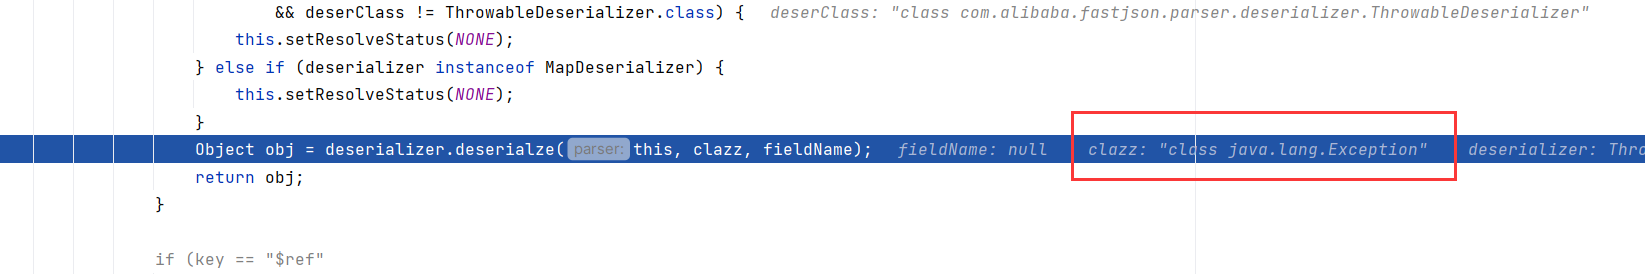 && deserClass != ThrowableDeserializer.class) { deserClass: "class com.alibaba.fastjson.parser.deserializer.ThrowableDeserializer"
this.setResolveStatus(NONE);
} else if (deserializer instanceof MapDeserializer) {
this.setResolveStatus(NONE);
}
Object obj = deserializer.deserialze( parser: this, clazz, fieldName); fieldName: null clazz: "class java.lang.Exception" deserializer: Thro
return obj;
}
if (key == "$ref"